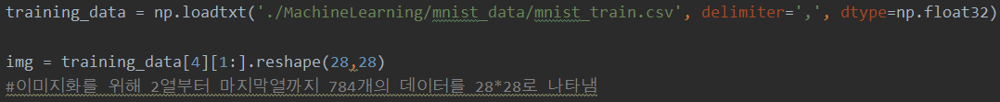 training_data = np.loadtxt('./MachineLearning/mnist_data/mnist_train.csv', delimiter=',', dtype=np.float32)
img = training_data[4][1:].reshape(28,28)
#이미지화를 위해 2열부터 마지막열까지 784개의 데이터를 28*28로 나타냄